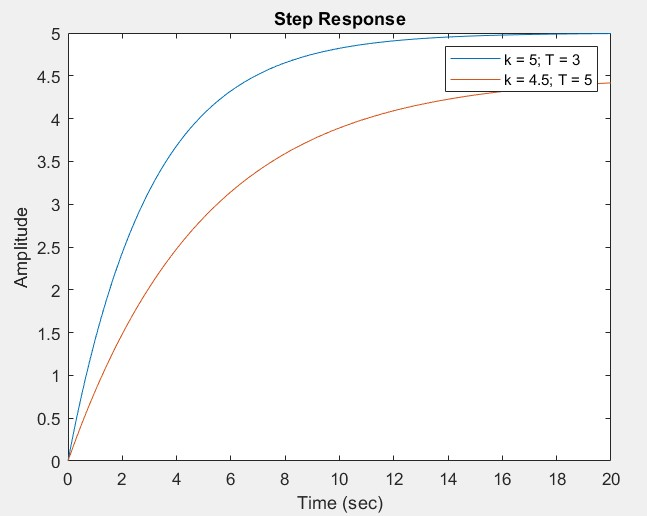 Step Response
k = 5; T = 3
k = 4.5; T = 5
Amplitude
5
4.5
4
3.5
3
2.5
2
1.5
1
0.5
0
0 2 4 6 8 10 12 14 16 18 20
Time (sec)